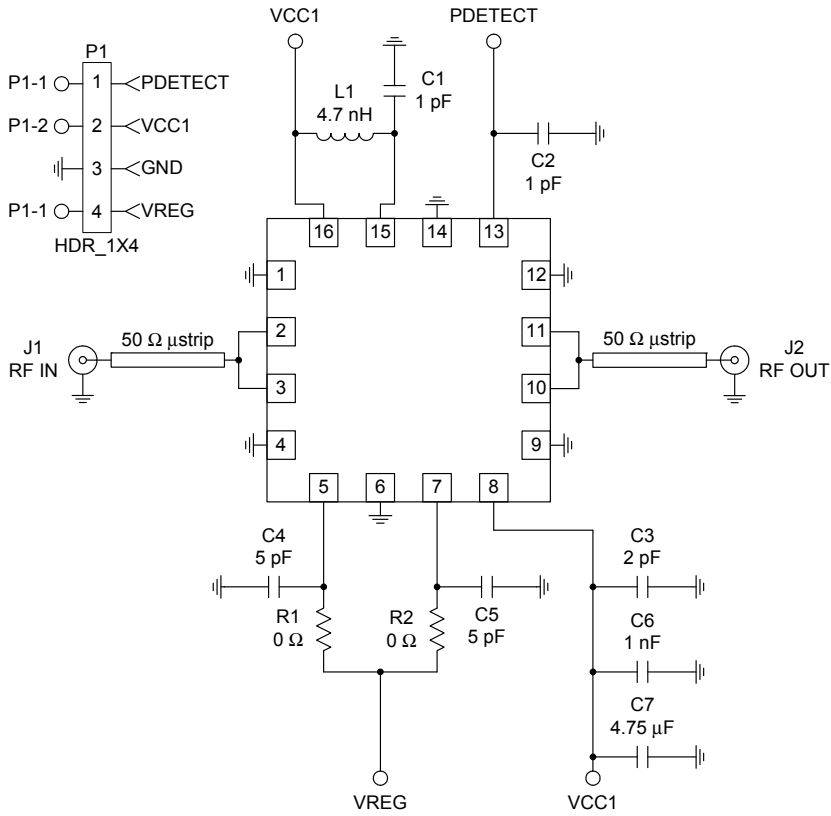 VCC1
PDETECT
P1
P1-1
1
PDETECT
P1-2
2
VCC1
3
GND
P1-1
4
VREG
HDR_1X4
L1
4.7 nH
C1
1 pF
C2
1 pF
16
15
14
13
1
12
2
11
50 Ω µstrip
50 Ω µstrip
J1
RF IN
J2
RF OUT
3
10
4
9
5
6
7
8
C4
5 pF
C3
2 pF
R1
0 Ω
R2
0 Ω
C5
5 pF
C6
1 nF
C7
4.75 µF
VREG
VCC1